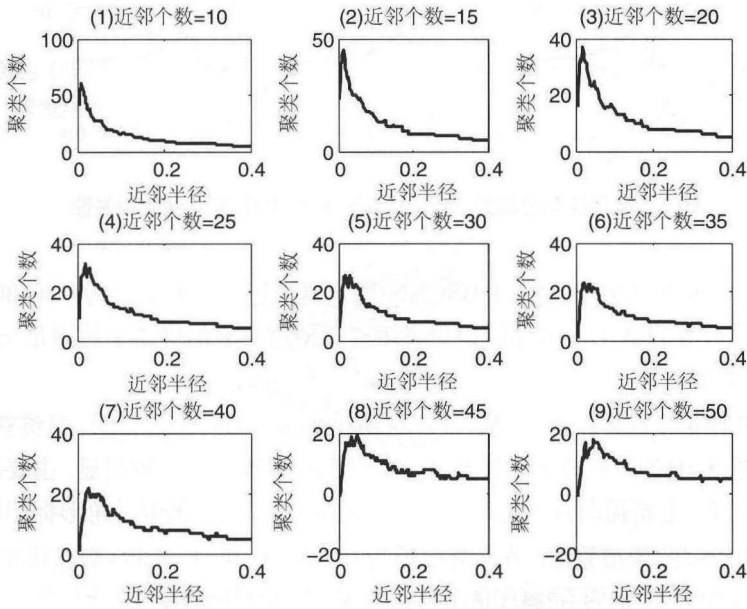 (1)近邻个数=10
100
50
0
聚类个数
0
0.2
0.4
近邻半径
(2)近邻个数=15
50
0
聚类个数
0
0.2
0.4
近邻半径
(3)近邻个数=20
40
20
0
聚类个数
0
0.2
0.4
近邻半径
(4)近邻个数=25
40
20
0
聚类个数
0
0.2
0.4
近邻半径
(5)近邻个数=30
40
20
0
聚类个数
0
0.2
0.4
近邻半径
(6)近邻个数=35
40
20
0
聚类个数
0
0.2
0.4
近邻半径
(7)近邻个数=40
40
20
0
聚类个数
0
0.2
0.4
近邻半径
(8)近邻个数=45
20
0
−20
聚类个数
0
0.2
0.4
近邻半径
(9)近邻个数=50
20
0
−20
聚类个数
0
0.2
0.4
近邻半径